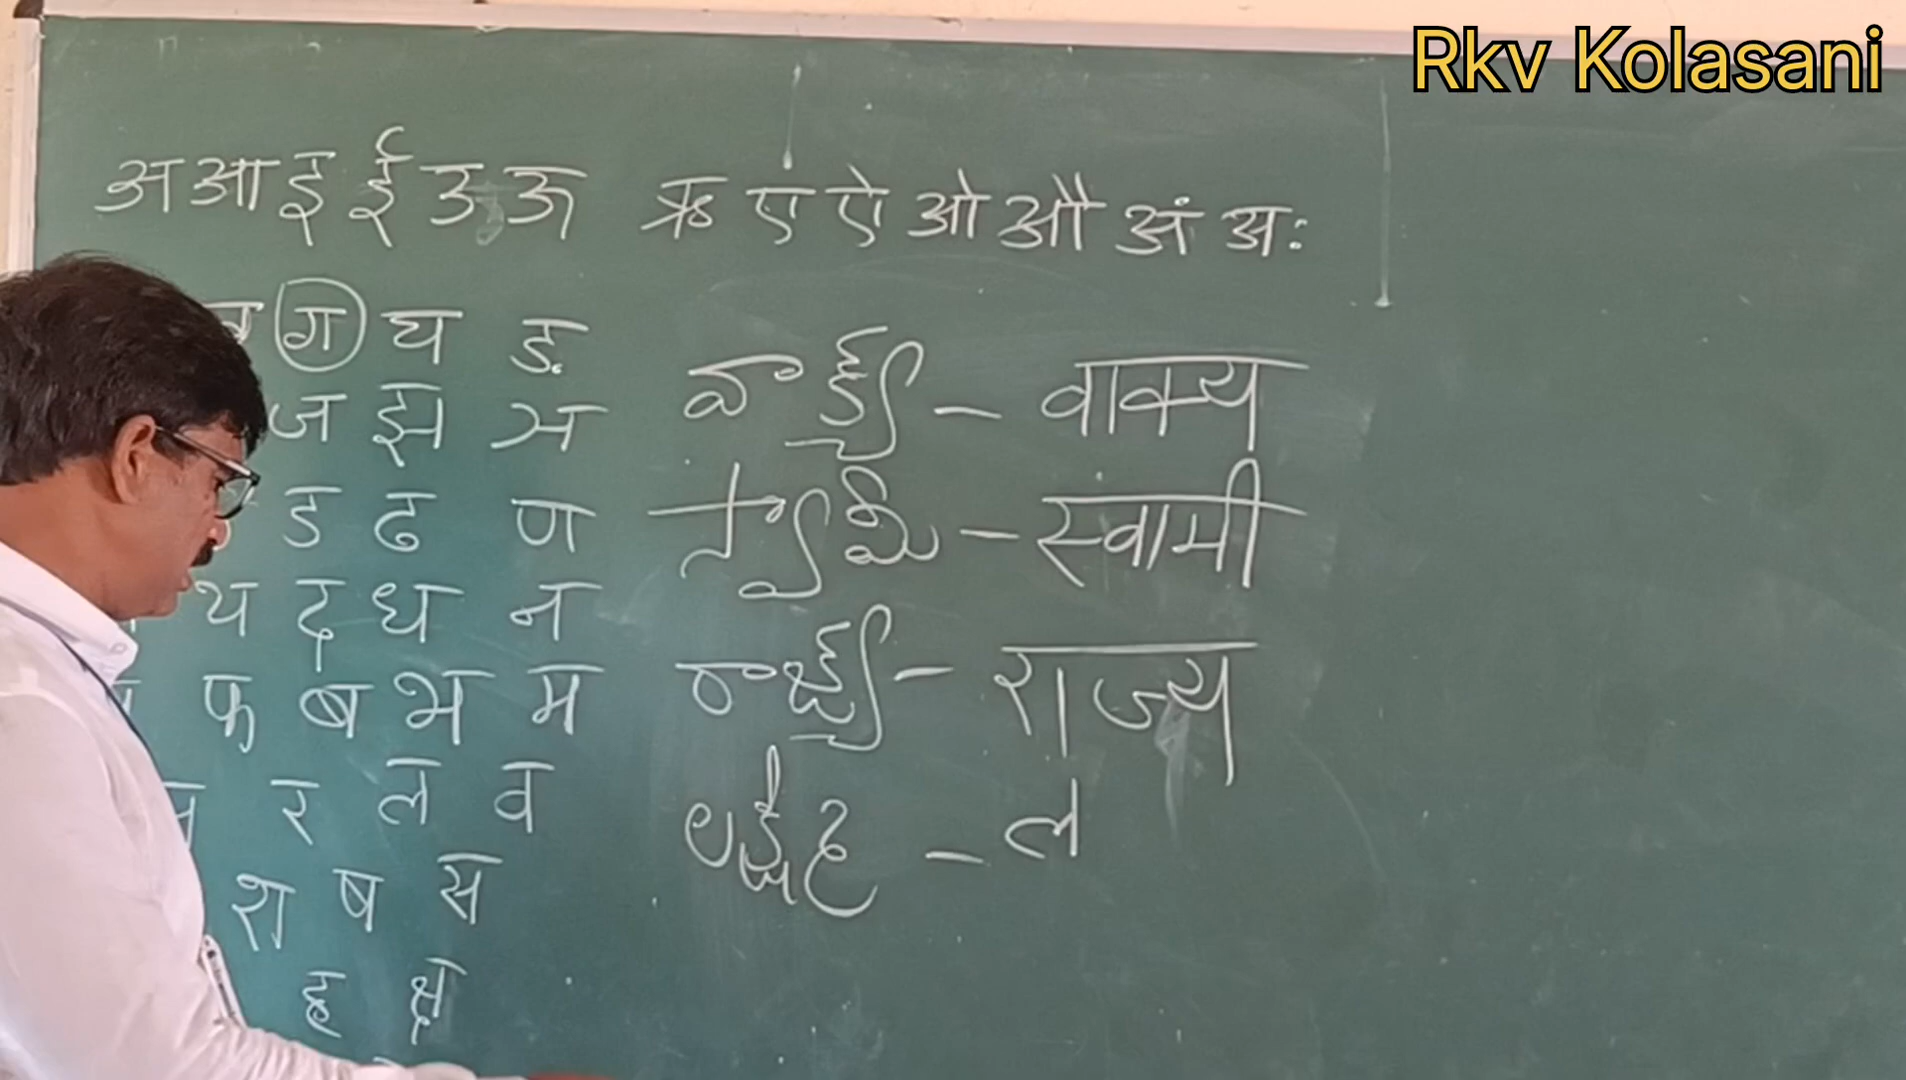 Rkv Kolasani
अ आ इ ई उ ऊ ऋ ए ऐ ओ औ अं अः
ग घ ङ
ज झ ञ
ड ढ ण
थ द ध न
फ ब भ म
र ल व
श ष स
ह क्ष
వాక్య - वाक्य
స్వామి - स्वामी
రాజ్య - राज्य
- ल